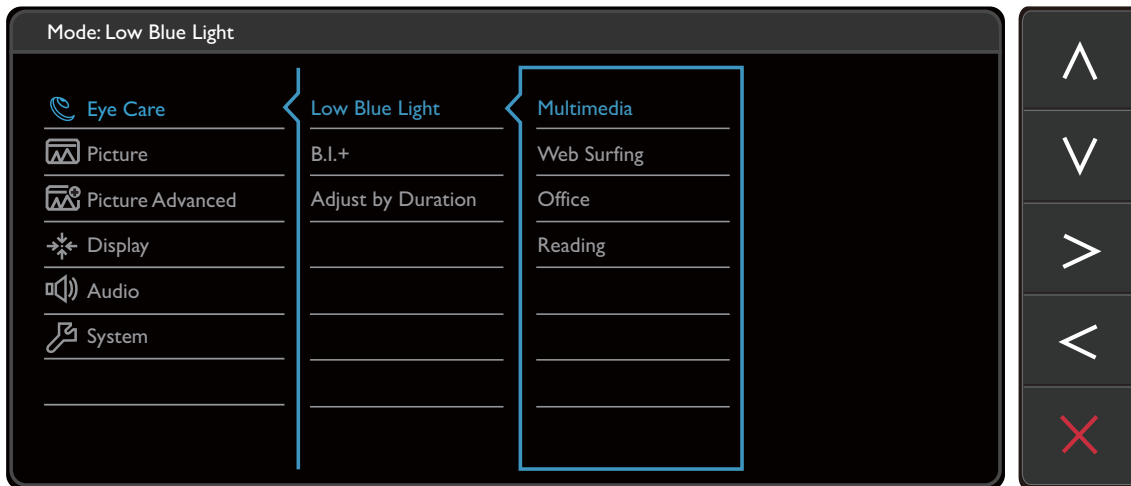 Mode: Low Blue Light
Eye Care
Picture
Picture Advanced
Display
Audio
System
Low Blue Light
B.I.+
Adjust by Duration
Multimedia
Web Surfing
Office
Reading